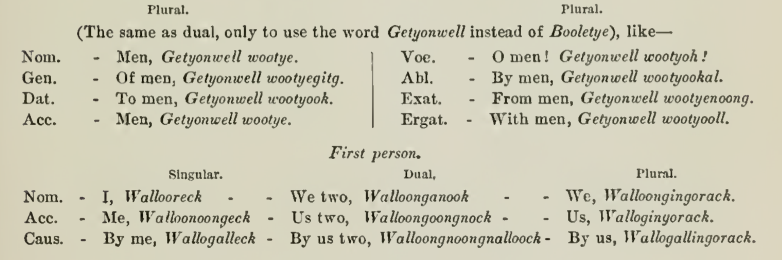 Plural. Plural.
(The same as dual, only to use the word Getyonwell instead of Booletye), like—
Nom. - Men, Getyonwell wootye. Voc. - O men! Getyonwell wootyoh!
Gen. - Of men, Getyonwell wootyegitg. Abl. - By men, Getyonwell wootyookal.
Dat. - To men, Getyonwell wootyook. Exat. - From men, Getyonwell wootyenoong.
Acc. - Men, Getyonwell wootye. Ergat. - With men, Getyonwell wootyooll.
First person.
Singular. Dual, Plural.
Nom. - I, Wallooreck - - We two, Walloonganook - - We, Walloongingorack.
Acc. - Me, Walloonoongeck - Us two, Walloongoongnock - - Us, Walloginyorack.
Caus. - By me, Wallogalleck - By us two, Walloongnoongnalloock - By us, Wallogallingorack.